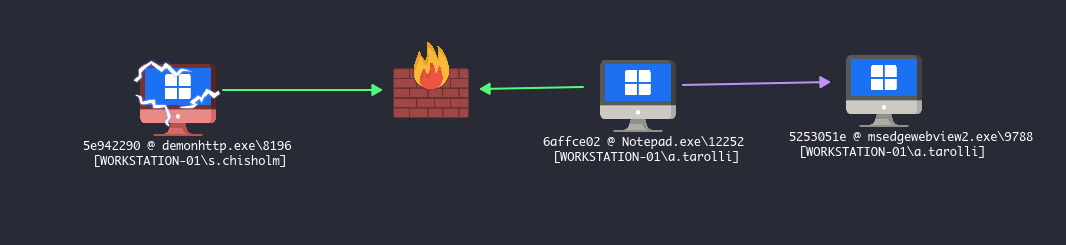 5e942290 @ demonhttp.exe\8196
[WORKSTATION-01\s.chisholm]
6affce02 @ Notepad.exe\12252
[WORKSTATION-01\a.tarolli]
5253051e @ msedgewebview2.exe\9788
[WORKSTATION-01\a.tarolli]